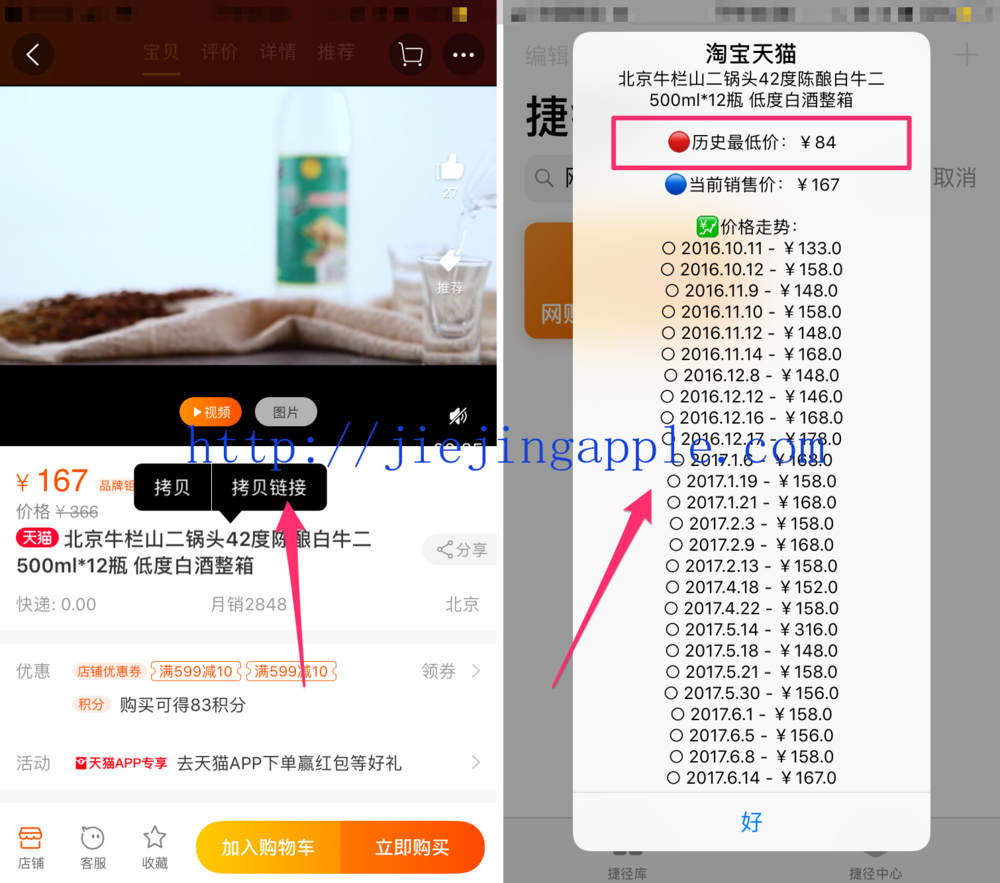 宝贝 评价 详情 推荐
27
推荐
视频 图片
¥ 167
拷贝 拷贝链接
价格 ¥366
天猫 北京牛栏山二锅头42度陈酿白牛二
500ml*12瓶 低度白酒整箱
分享
快递: 0.00 月销2848 北京
优惠 店铺优惠券 满599减10 满599减10 领券
积分 购买可得83积分
活动 天猫APP专享 去天猫APP下单赢红包等好礼
店铺 客服 收藏 加入购物车 立即购买
http://jiejingapple.com
编辑
捷
取消
网购
淘宝天猫
北京牛栏山二锅头42度陈酿白牛二
500ml*12瓶 低度白酒整箱
历史最低价: ¥84
当前销售价: ¥167
价格走势:
2016.10.11 - ¥133.0
2016.10.12 - ¥158.0
2016.11.9 - ¥148.0
2016.11.10 - ¥158.0
2016.11.12 - ¥148.0
2016.11.14 - ¥168.0
2016.12.8 - ¥148.0
2016.12.12 - ¥146.0
2016.12.16 - ¥168.0
2016.12.17 - ¥178.0
2017.1.6 - ¥168.0
2017.1.19 - ¥158.0
2017.1.21 - ¥168.0
2017.2.3 - ¥158.0
2017.2.9 - ¥168.0
2017.2.13 - ¥158.0
2017.4.18 - ¥152.0
2017.4.22 - ¥158.0
2017.5.14 - ¥316.0
2017.5.18 - ¥148.0
2017.5.21 - ¥158.0
2017.5.30 - ¥156.0
2017.6.1 - ¥158.0
2017.6.5 - ¥156.0
2017.6.8 - ¥158.0
2017.6.14 - ¥167.0
好
捷径库 捷径中心